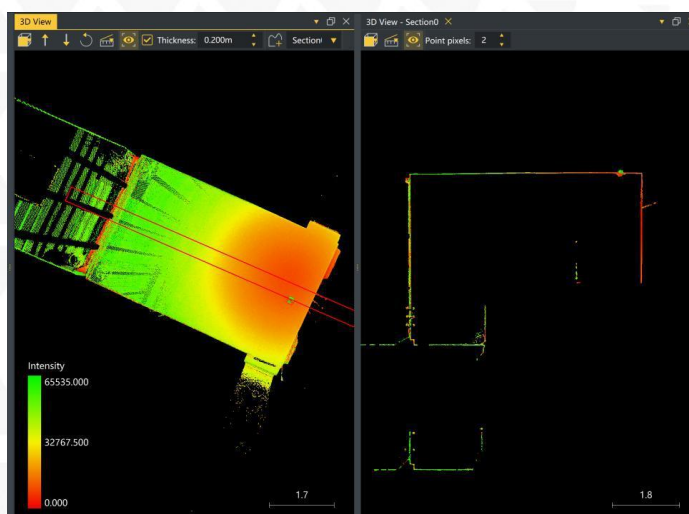 3D View
Thickness: 0.200m
Section
Intensity
65535.000
32767.500
0.000
1.7
3D View - Section0
Point pixels: 2
1.8